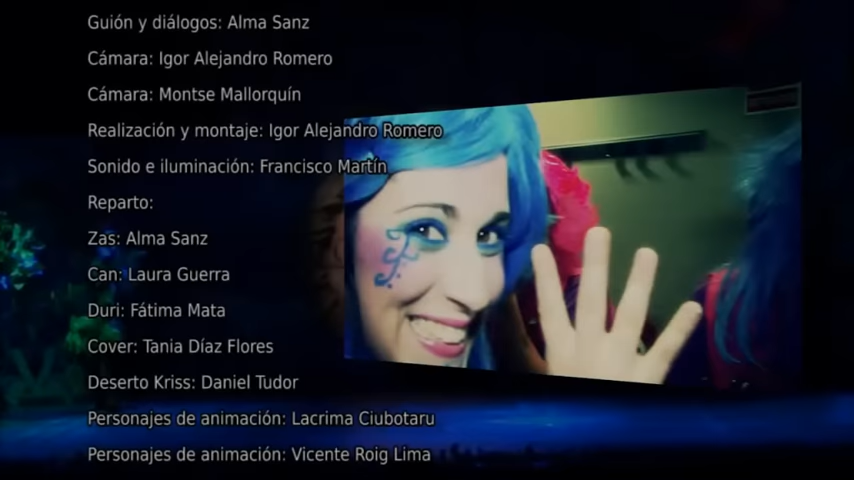 Guión y diálogos: Alma Sanz
Cámara: Igor Alejandro Romero
Cámara: Montse Mallorquín
Realización y montaje: Igor Alejandro Romero
Sonido e iluminación: Francisco Martín
Reparto:
Zas: Alma Sanz
Can: Laura Guerra
Duri: Fátima Mata
Cover: Tania Díaz Flores
Deserto Kriss: Daniel Tudor
Personajes de animación: Lacrima Ciubotaru
Personajes de animación: Vicente Roig Lima